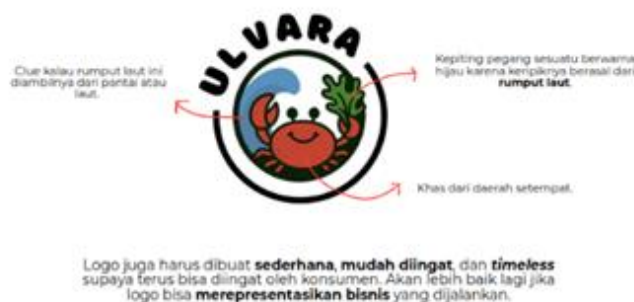 ULVARA
Clue kalau rumput laut ini
diambilnya dari pantai atau
laut.
Kepiting pegang sesuatu berwarna
hijau karena keripiknya berasal dari
rumput laut.
Khas dari daerah setempat.
Logo juga harus dibuat sederhana, mudah diingat, dan timeless
supaya terus bisa diingat oleh konsumen. Akan lebih baik lagi jika
logo bisa merepresentasikan bisnis yang dijalankan.